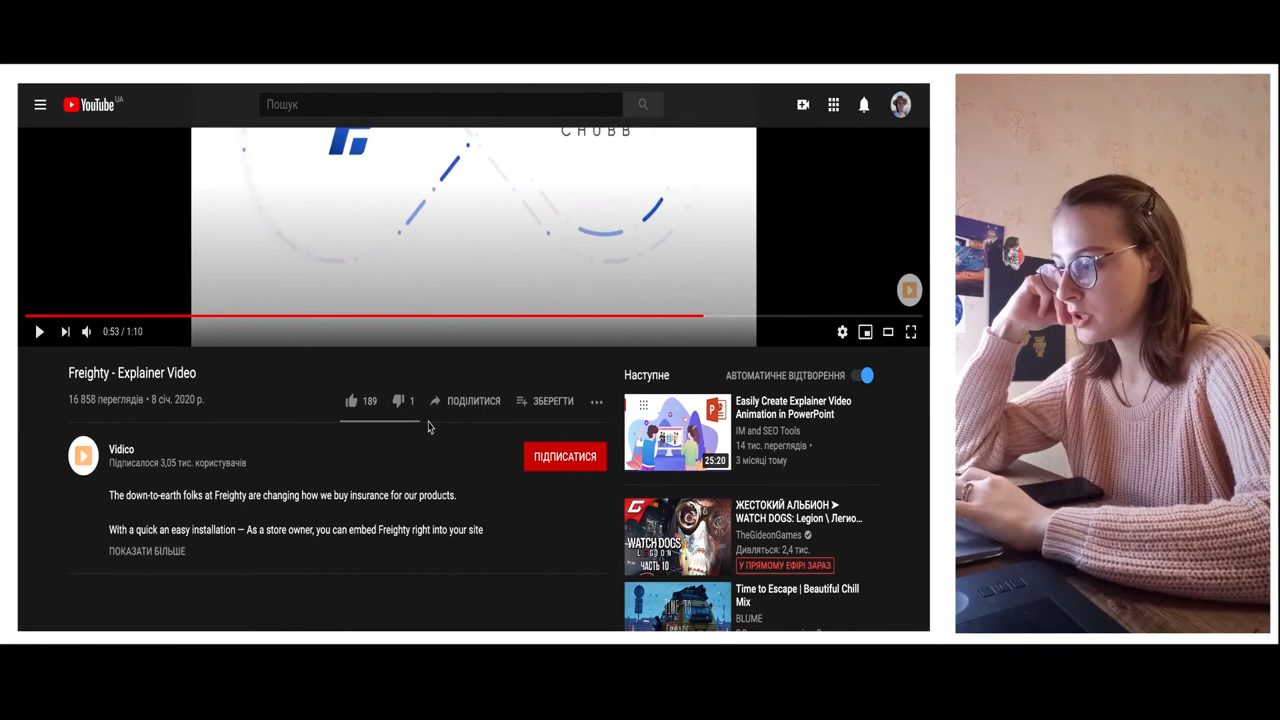 YouTube UA
Пошук
CHUBB
0:53 / 1:10
Freighty - Explainer Video
16 858 переглядів • 8 січ. 2020 р.
189
1
ПОДІЛИТИСЯ
ЗБЕРЕГТИ
Vidico
Підписалося 3,05 тис. користувачів
ПІДПИСАТИСЯ
The down-to-earth folks at Freighty are changing how we buy insurance for our products.
With a quick an easy installation — As a store owner, you can embed Freighty right into your site
ПОКАЗАТИ БІЛЬШЕ
Наступне
АВТОМАТИЧНЕ ВІДТВОРЕННЯ
25:20
Easily Create Explainer Video
Animation in PowerPoint
IM and SEO Tools
14 тис. переглядів •
3 місяці тому
WATCH DOGS
LEGION
ЧАСТЬ 10
ЖЕСТОКИЙ АЛЬБИОН ➤
WATCH DOGS: Legion \ Легио...
TheGideonGames
Дивляться: 2,4 тис.
У ПРЯМОМУ ЕФІРІ ЗАРАЗ
TIME TO
Time to Escape | Beautiful Chill
Mix
BLUME